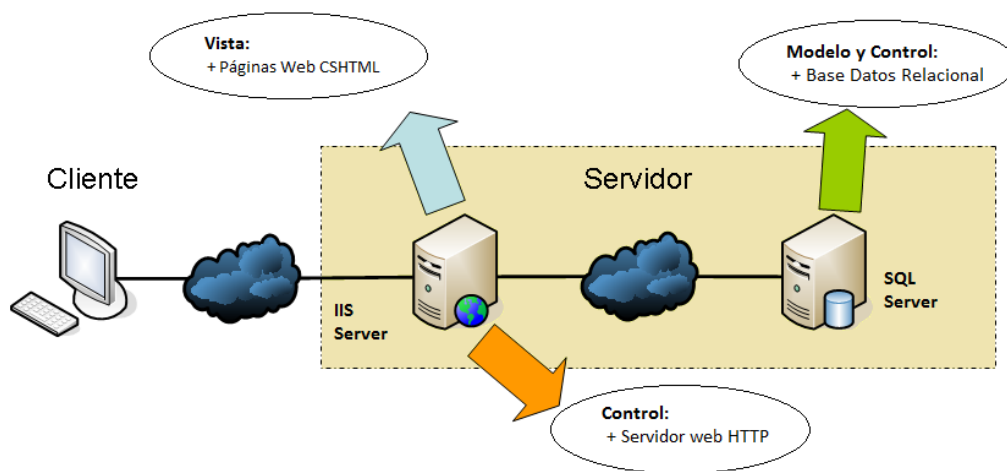 Vista:
+ Páginas Web CSHTML
Modelo y Control:
+ Base Datos Relacional
Cliente
Servidor
IIS
Server
SQL
Server
Control:
+ Servidor web HTTP